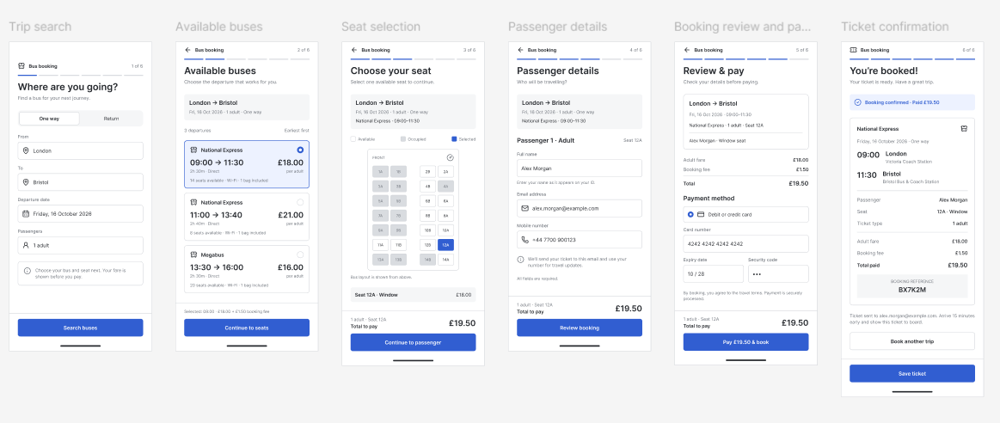 Trip search
Bus booking
1 of 6
Where are you going?
Find a bus for your next journey.
One way
Return
From
London
To
Bristol
Departure date
Friday, 16 October 2026
Passengers
1 adult
Choose your bus and seat next. Your fare is
shown before you pay.
Search buses
Available buses
Bus booking
2 of 6
Available buses
Choose the departure that works for you.
London → Bristol
Fri, 16 Oct 2026 · 1 adult · One way
3 departures
Earliest first
National Express
09:00 → 11:30
£18.00
2h 30m · Direct
per adult
14 seats available · Wi-Fi · 1 bag included
National Express
11:00 → 13:40
£21.00
2h 40m · Direct
per adult
6 seats available · Wi-Fi · 1 bag included
Megabus
13:30 → 16:00
£16.00
2h 30m · Direct
per adult
20 seats available · Wi-Fi · 1 bag included
Selected: 09:00 · £18.00 + £1.50 booking fee
Continue to seats
Seat selection
Bus booking
3 of 6
Choose your seat
Select one available seat to continue.
London → Bristol
Fri, 16 Oct 2026 · 1 adult · One way
National Express · 09:00–11:30
Available
Occupied
Selected
FRONT
1A 1B 2B 2A
3A 3B 4B 4A
5A 5B 6B 6A
7A 7B 8B 8A
9A 9B 10B 10A
11A 11B 12B 12A
13A 13B 14B 14A
Bus layout is shown from above.
Seat 12A · Window
£18.00
1 adult · Seat 12A
Total to pay
£19.50
Continue to passenger
Passenger details
Bus booking
4 of 6
Passenger details
Who will be travelling?
London → Bristol
Fri, 16 Oct 2026 · 1 adult · One way
National Express · 09:00–11:30
Passenger 1 · Adult
Seat 12A
Full name
Alex Morgan
Enter your name as it appears on your ID.
Email address
alex.morgan@example.com
Mobile number
+44 7700 900123
We'll send your ticket to this email and use your
number for travel updates.
All fields are required.
1 adult · Seat 12A
Total to pay
£19.50
Review booking
Booking review and pa...
Bus booking
5 of 6
Review & pay
Check your details before paying.
London → Bristol
Fri, 16 Oct 2026 · 09:00–11:30
National Express · 1 adult · Seat 12A
Alex Morgan · Window seat
Adult fare
£18.00
Booking fee
£1.50
Total
£19.50
Payment method
Debit or credit card
Card number
4242 4242 4242 4242
Expiry date
Security code
10 / 28
•••
By booking, you agree to the travel terms. Payment is securely
processed.
1 adult · Seat 12A
Total to pay
£19.50
Pay £19.50 & book
Ticket confirmation
Bus booking
6 of 6
You're booked!
Your ticket is ready. Have a great trip.
Booking confirmed · Paid £19.50
National Express
Friday, 16 October 2026 · One way
09:00
London
Victoria Coach Station
11:30
Bristol
Bristol Bus & Coach Station
Passenger
Alex Morgan
Seat
12A · Window
Ticket type
1 adult
Adult fare
£18.00
Booking fee
£1.50
Total paid
£19.50
BOOKING REFERENCE
BX7K2M
Ticket sent to alex.morgan@example.com. Arrive 15 minutes
early and show this ticket to board.
Book another trip
Save ticket